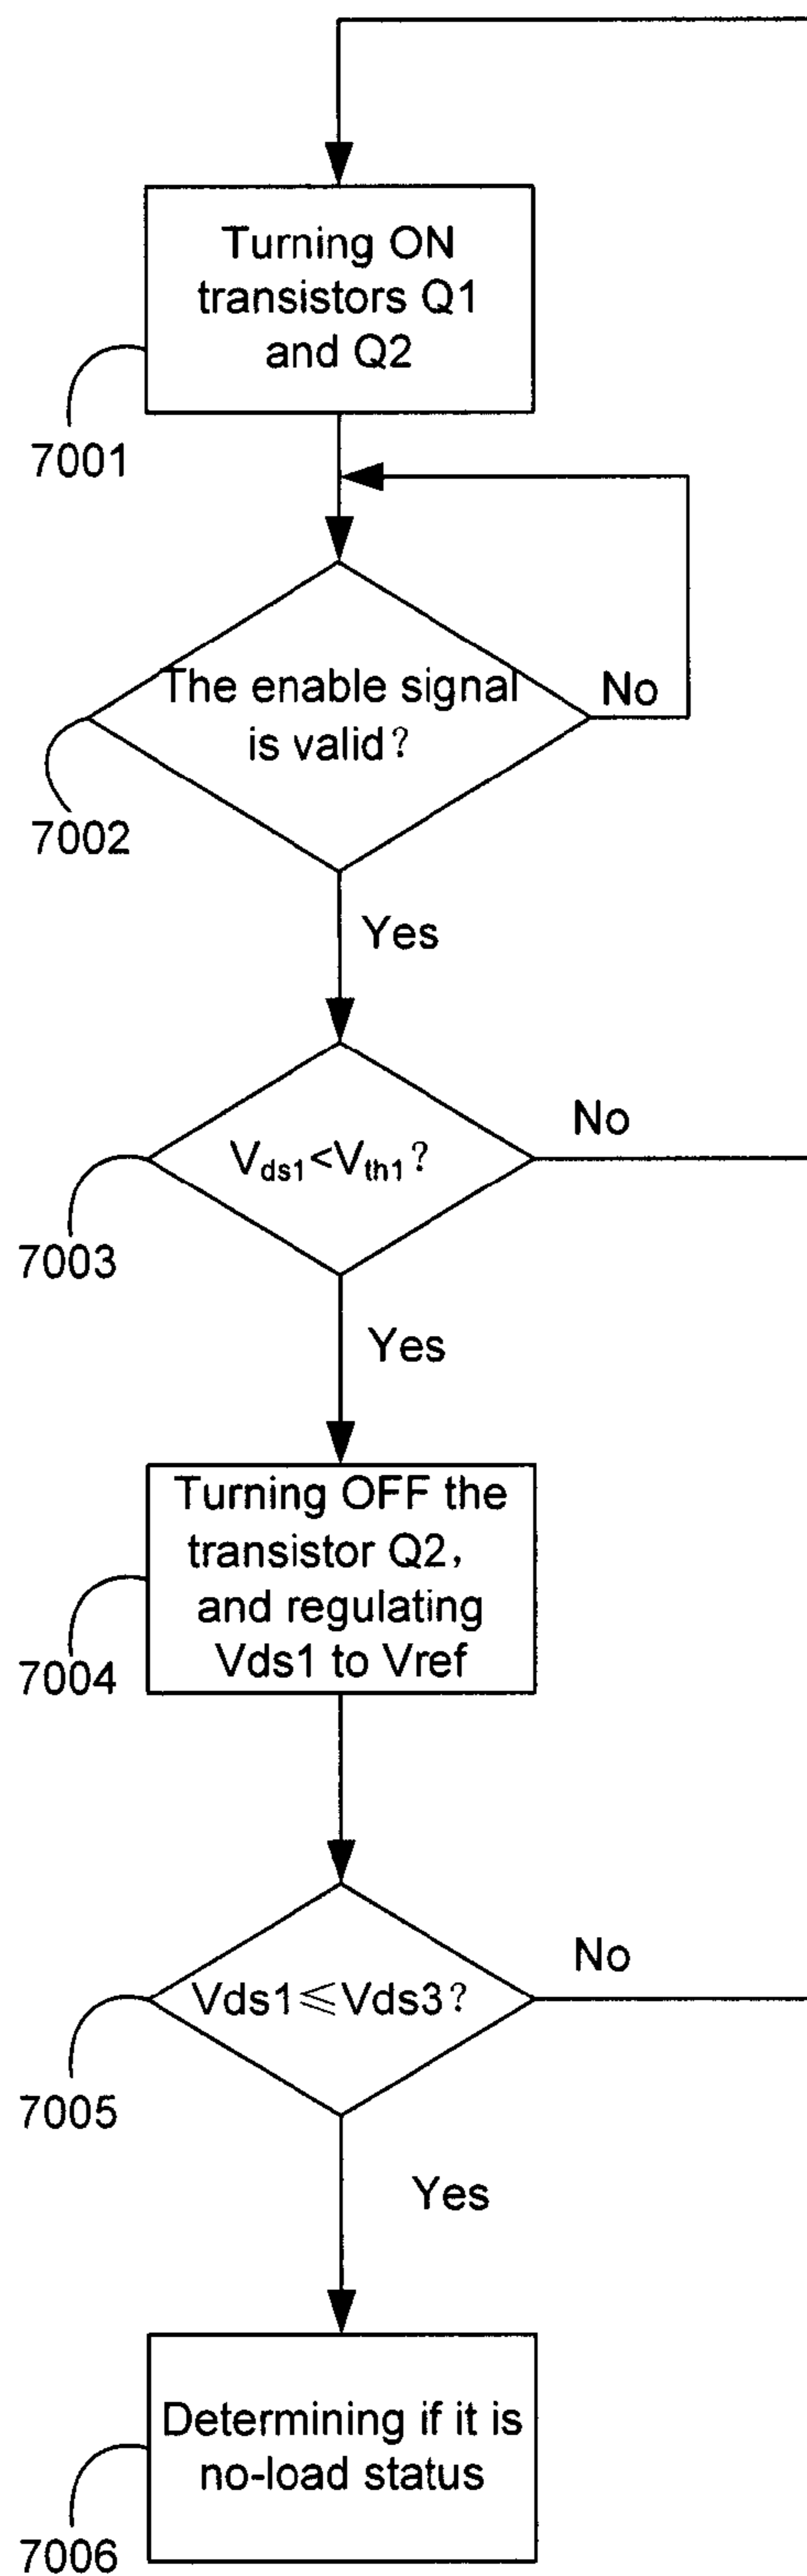 Turning ON
transistors Q1
and Q2
7001
The enable signal
is valid？
No
7002
Yes
V_ds1<V_th1？
No
7003
Yes
Turning OFF the
transistor Q2，
and regulating
Vds1 to Vref
7004
Vds1≤Vds3？
No
7005
Yes
Determining if it is
no-load status
7006